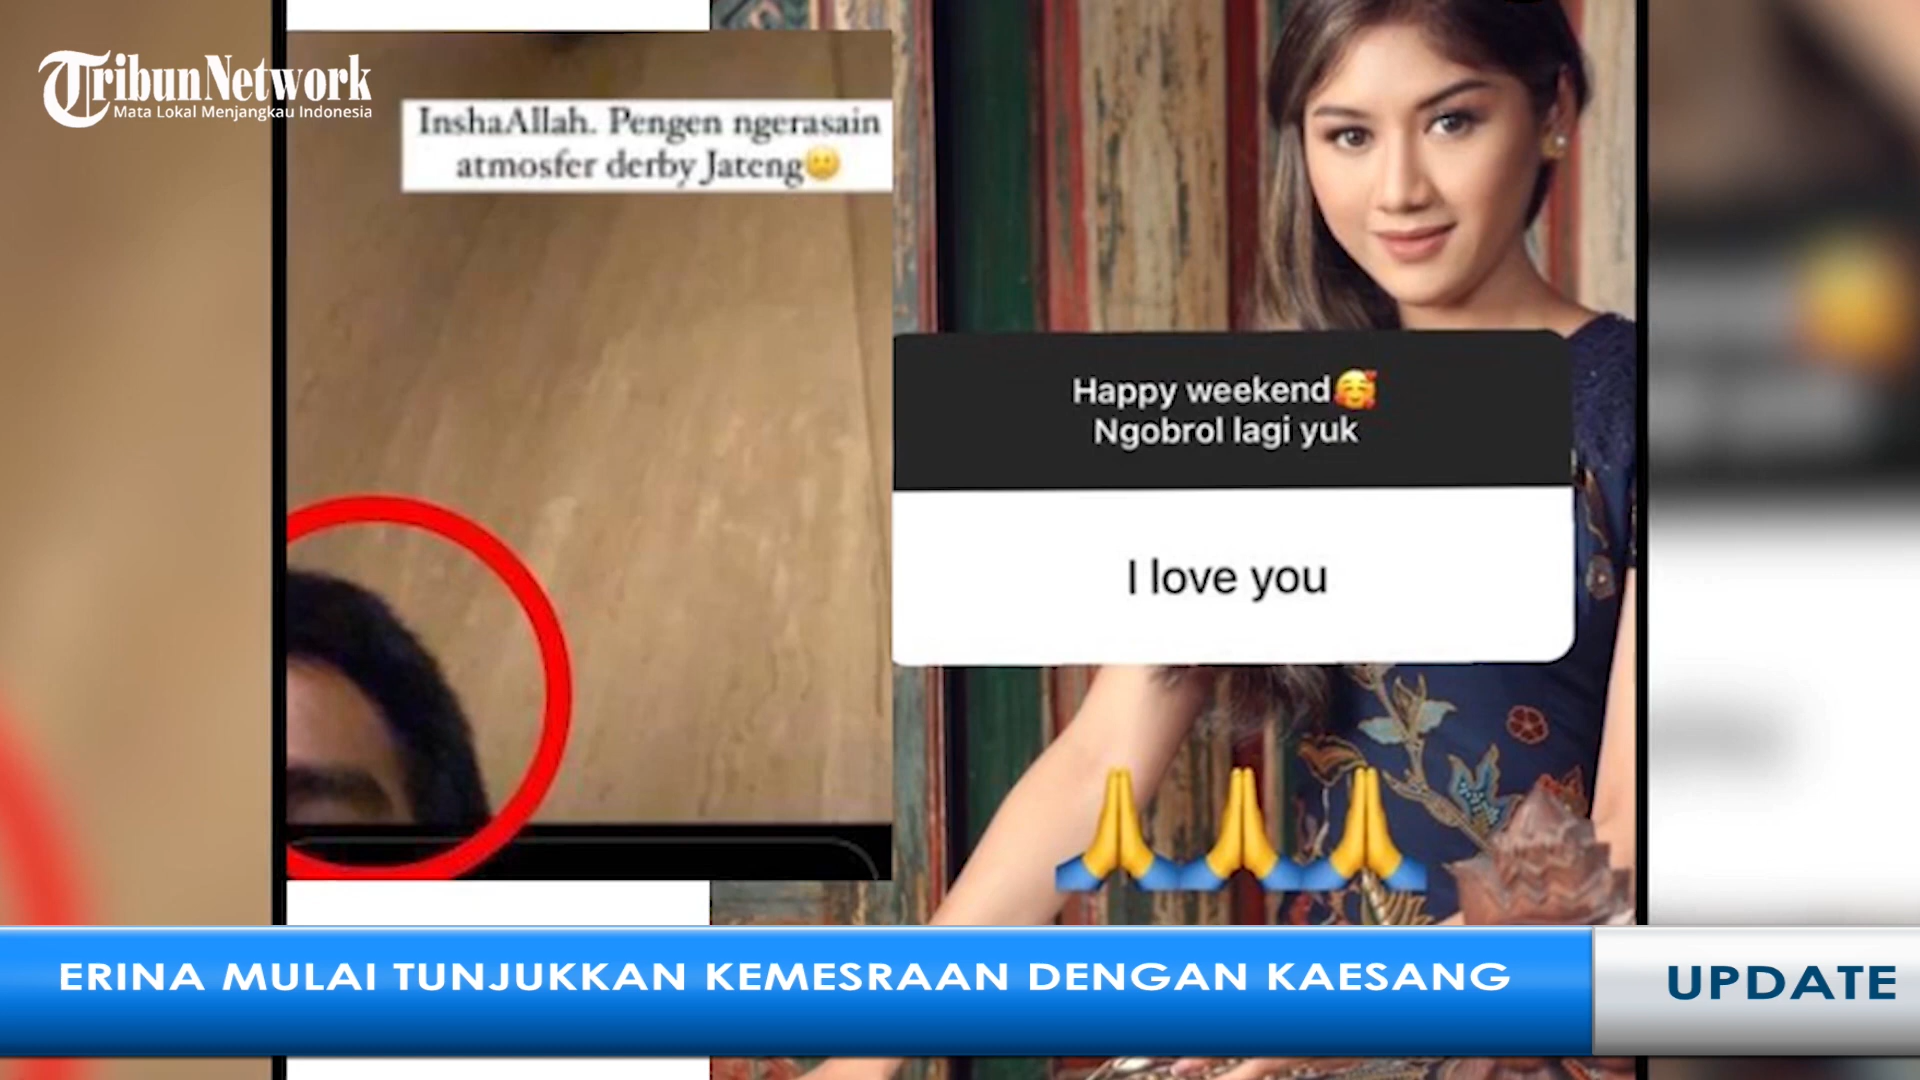 TribunNetwork
Mata Lokal Menjangkau Indonesia
InshaAllah. Pengen ngerasain
atmosfer derby Jateng🙂
Happy weekend🥰
Ngobrol lagi yuk
I love you
🙏🙏🙏
ERINA MULAI TUNJUKKAN KEMESRAAN DENGAN KAESANG
UPDATE